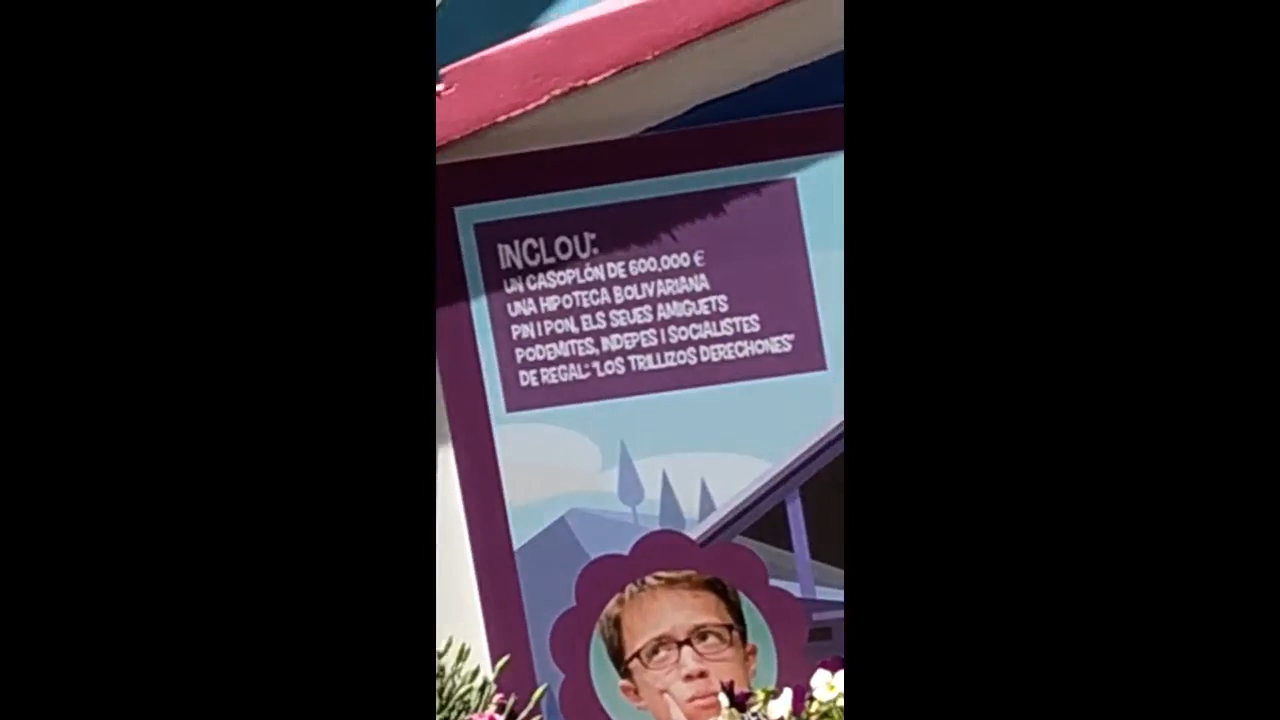 INCLOU:
UN CASOPLÓN DE 600.000 €
UNA HIPOTECA BOLIVARIANA
PIN I PON, ELS SEUES AMIGUETS
PODEMITES, INDEPES I SOCIALISTES
DE REGAL: "LOS TRILLIZOS DERECHONES"